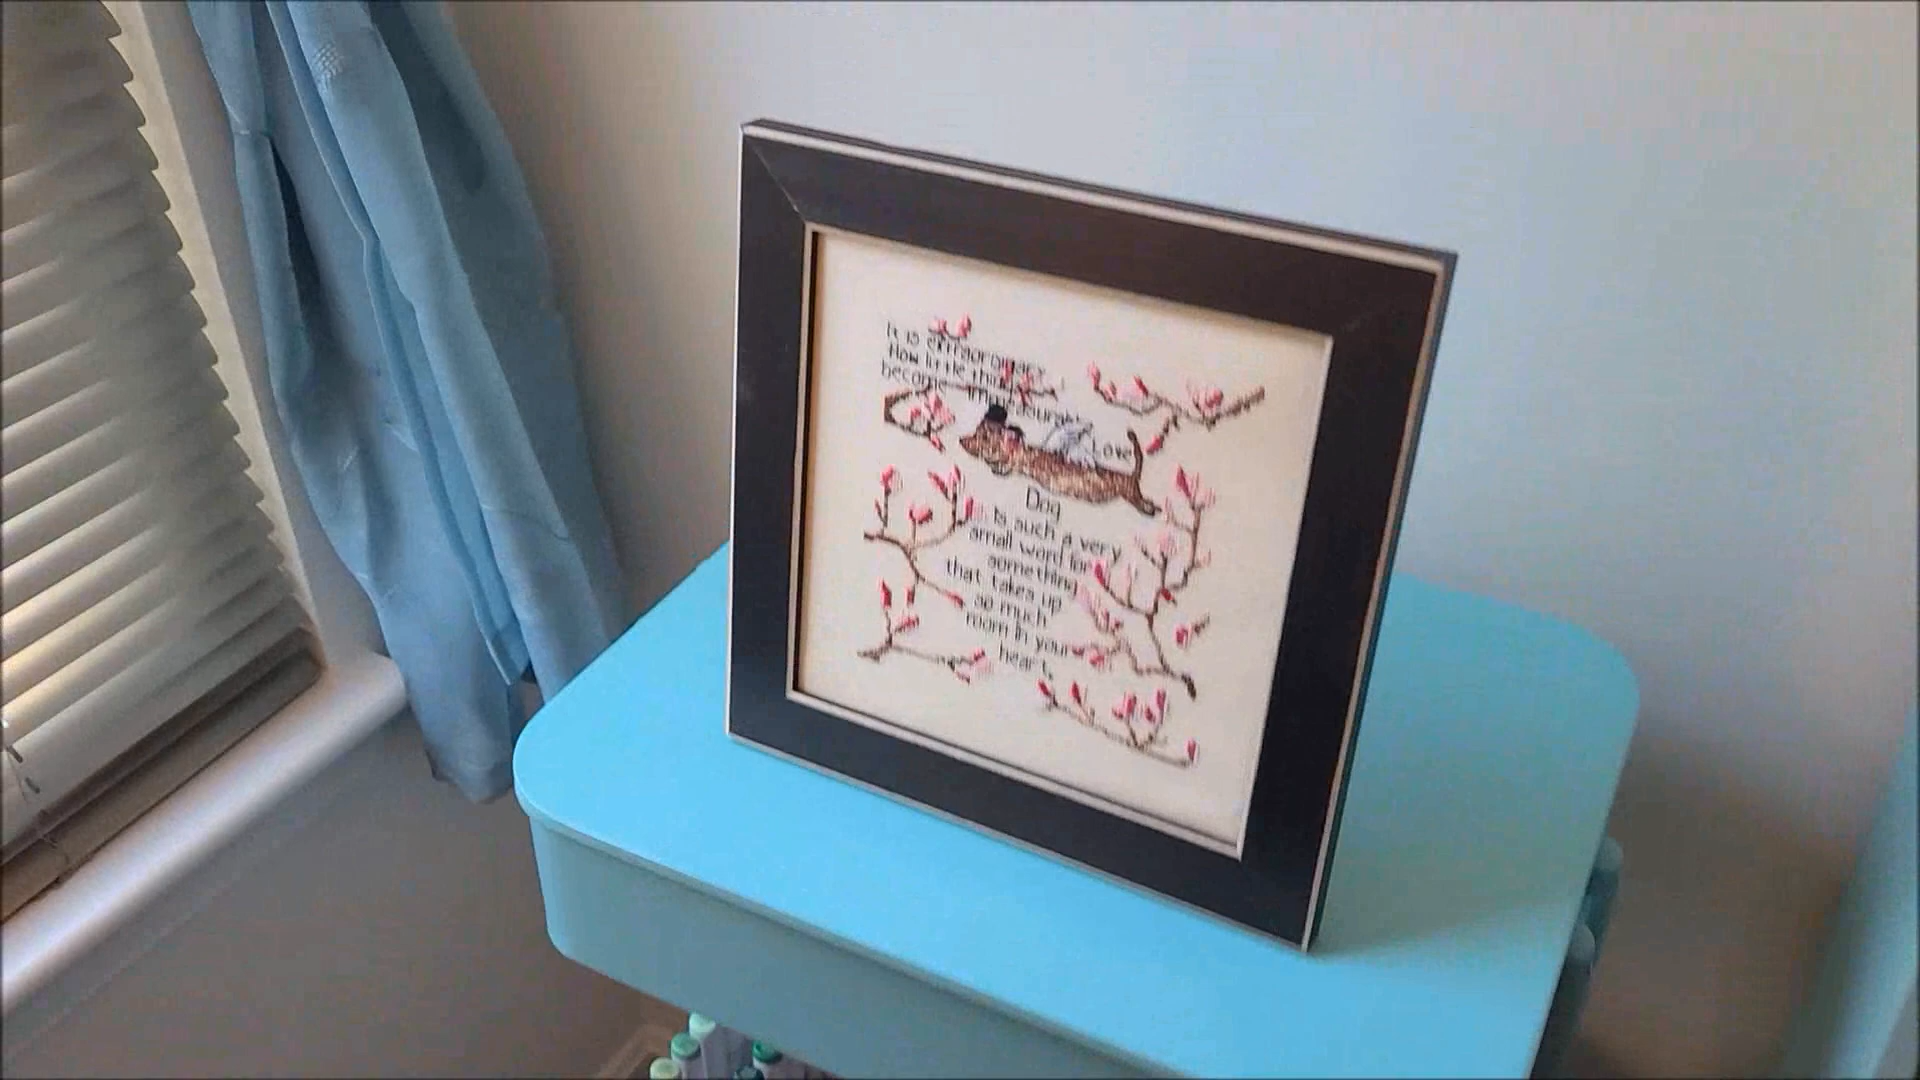 It is extraordinary
How little things
become
Love
Dog
Is such a very
small word for
something
that takes up
so much
room in your
heart.